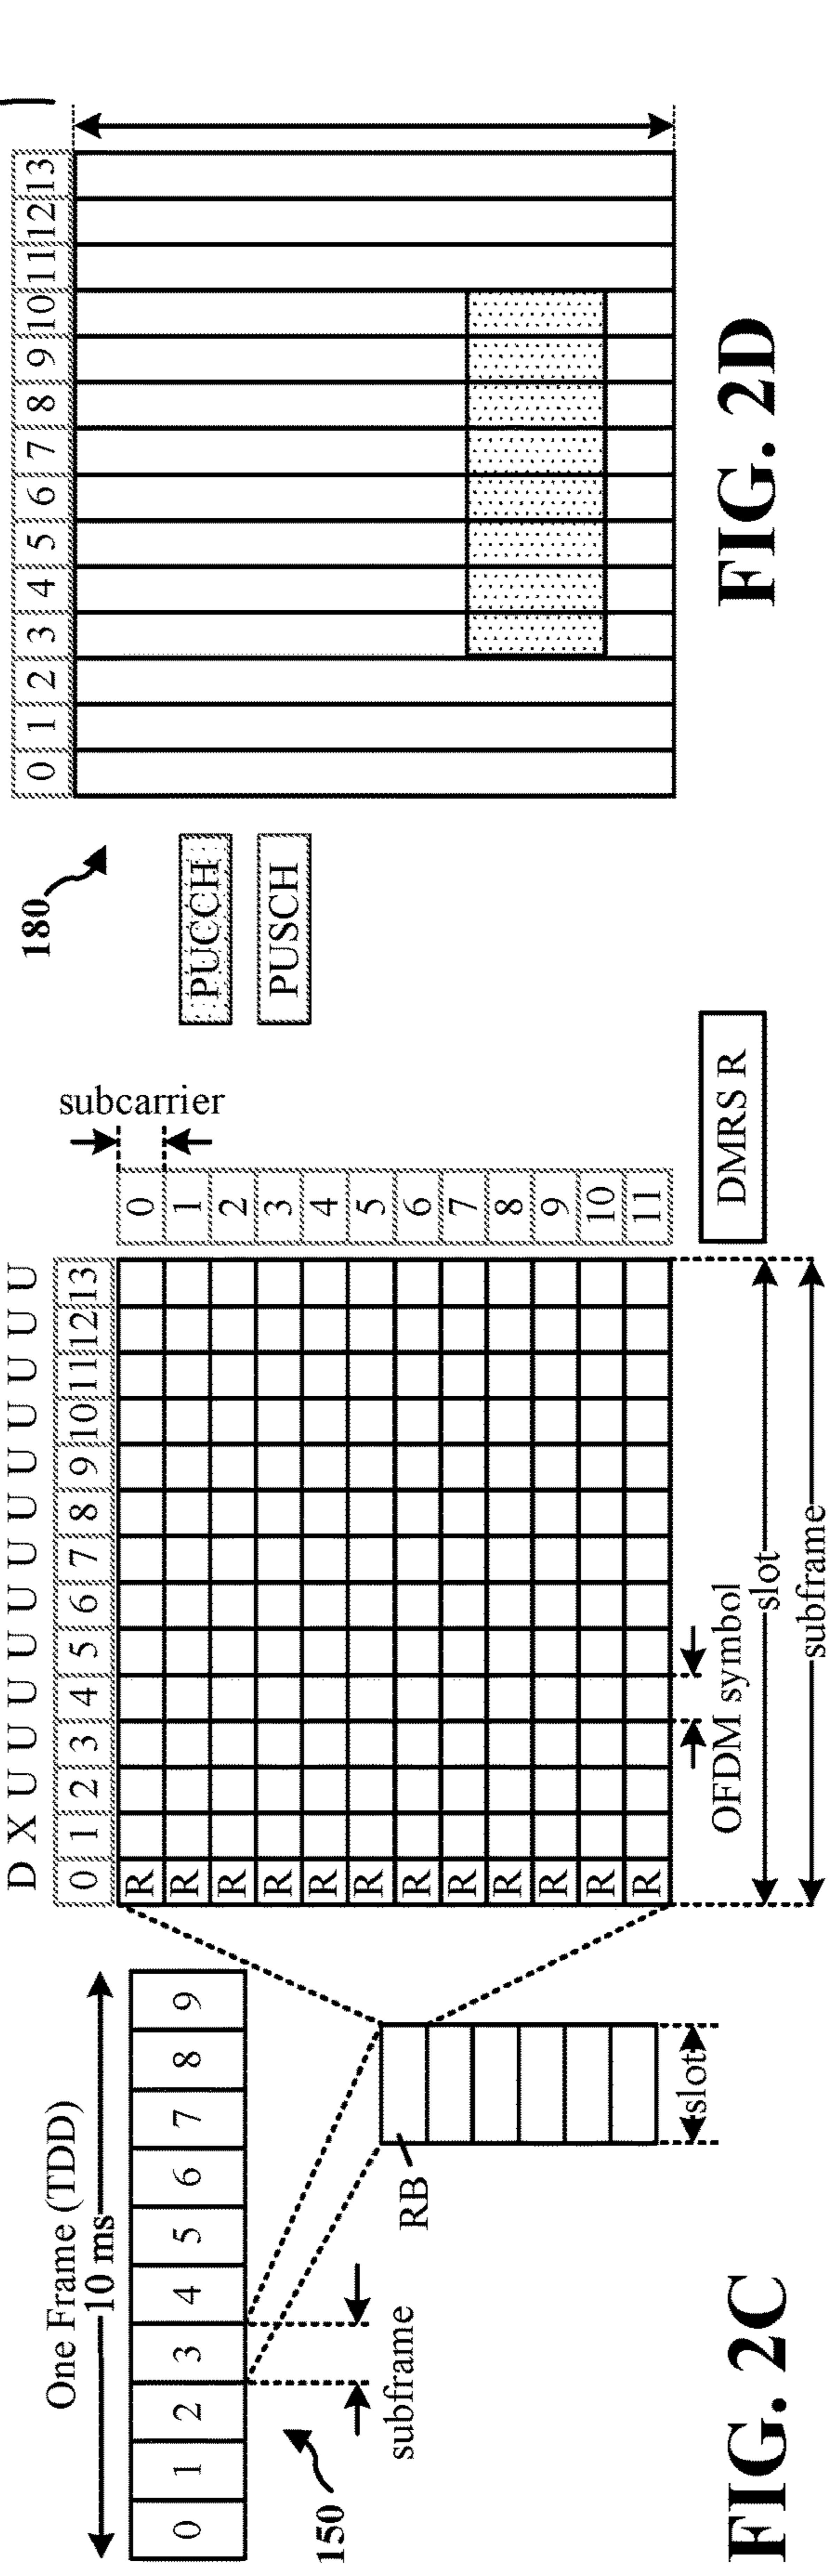 One Frame (TDD)
10 ms
0 1 2 3 4 5 6 7 8 9
subframe
150
RB
slot
FIG. 2C
D X U U U U U U U U U U U U
0 1 2 3 4 5 6 7 8 9 10 11 12 13
R
R
R
R
R
R
R
R
R
R
R
R
subcarrier
0
1
2
3
4
5
6
7
8
9
10
11
OFDM symbol
slot
subframe
DMRS R
180
PUCCH
PUSCH
0 1 2 3 4 5 6 7 8 9 10 11 12 13
FIG. 2D